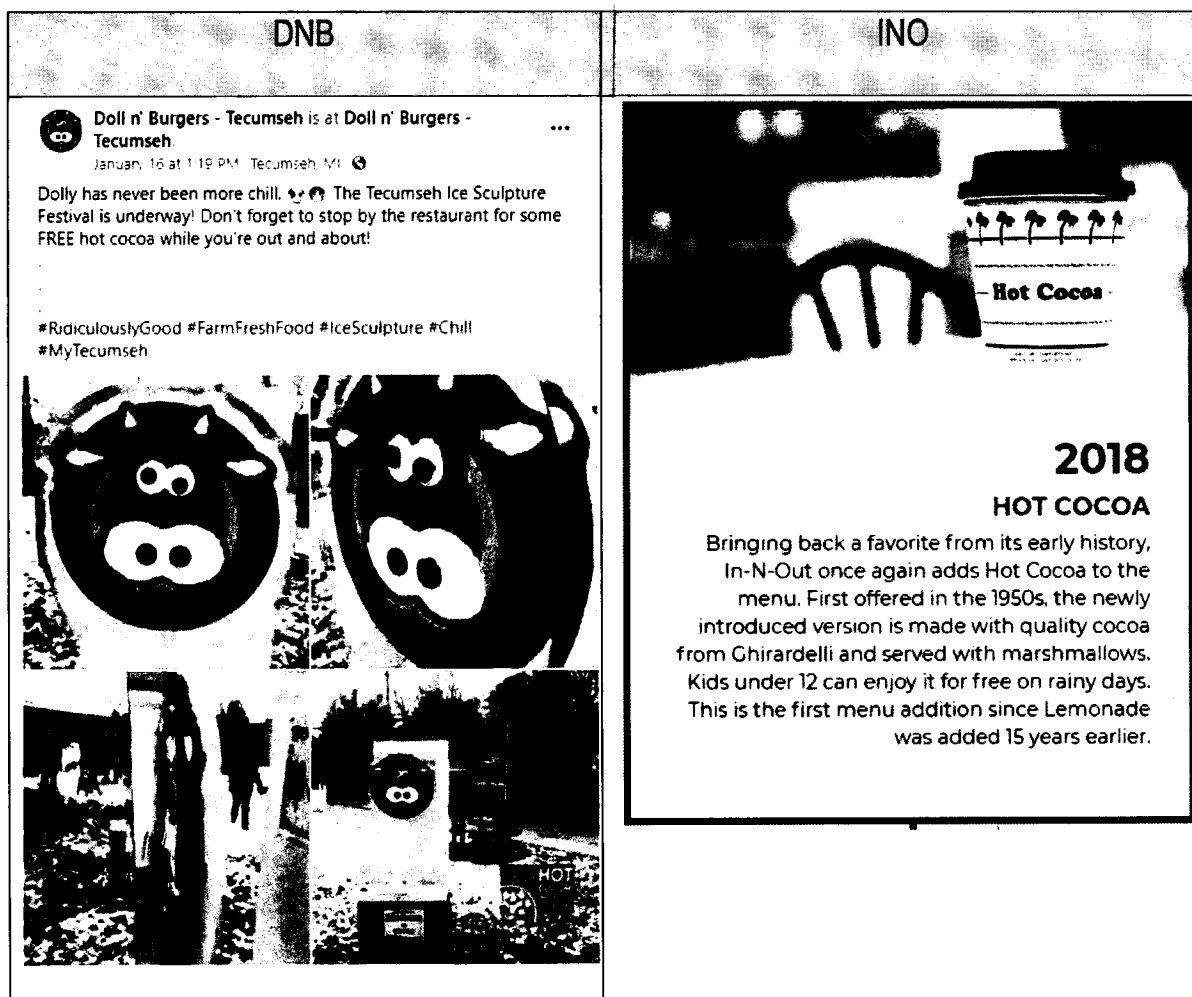 DNB
INO
Doll n' Burgers - Tecumseh is at Doll n' Burgers -
Tecumseh.
January 16 at 1:19 PM Tecumseh, MI
Dolly has never been more chill. The Tecumseh Ice Sculpture
Festival is underway! Don't forget to stop by the restaurant for some
FREE hot cocoa while you're out and about!
.
.
.
#RidiculouslyGood #FarmFreshFood #IceSculpture #Chill
#MyTecumseh
HOT
Hot Cocoa
2018
HOT COCOA
Bringing back a favorite from its early history,
In-N-Out once again adds Hot Cocoa to the
menu. First offered in the 1950s, the newly
introduced version is made with quality cocoa
from Ghirardelli and served with marshmallows.
Kids under 12 can enjoy it for free on rainy days.
This is the first menu addition since Lemonade
was added 15 years earlier.